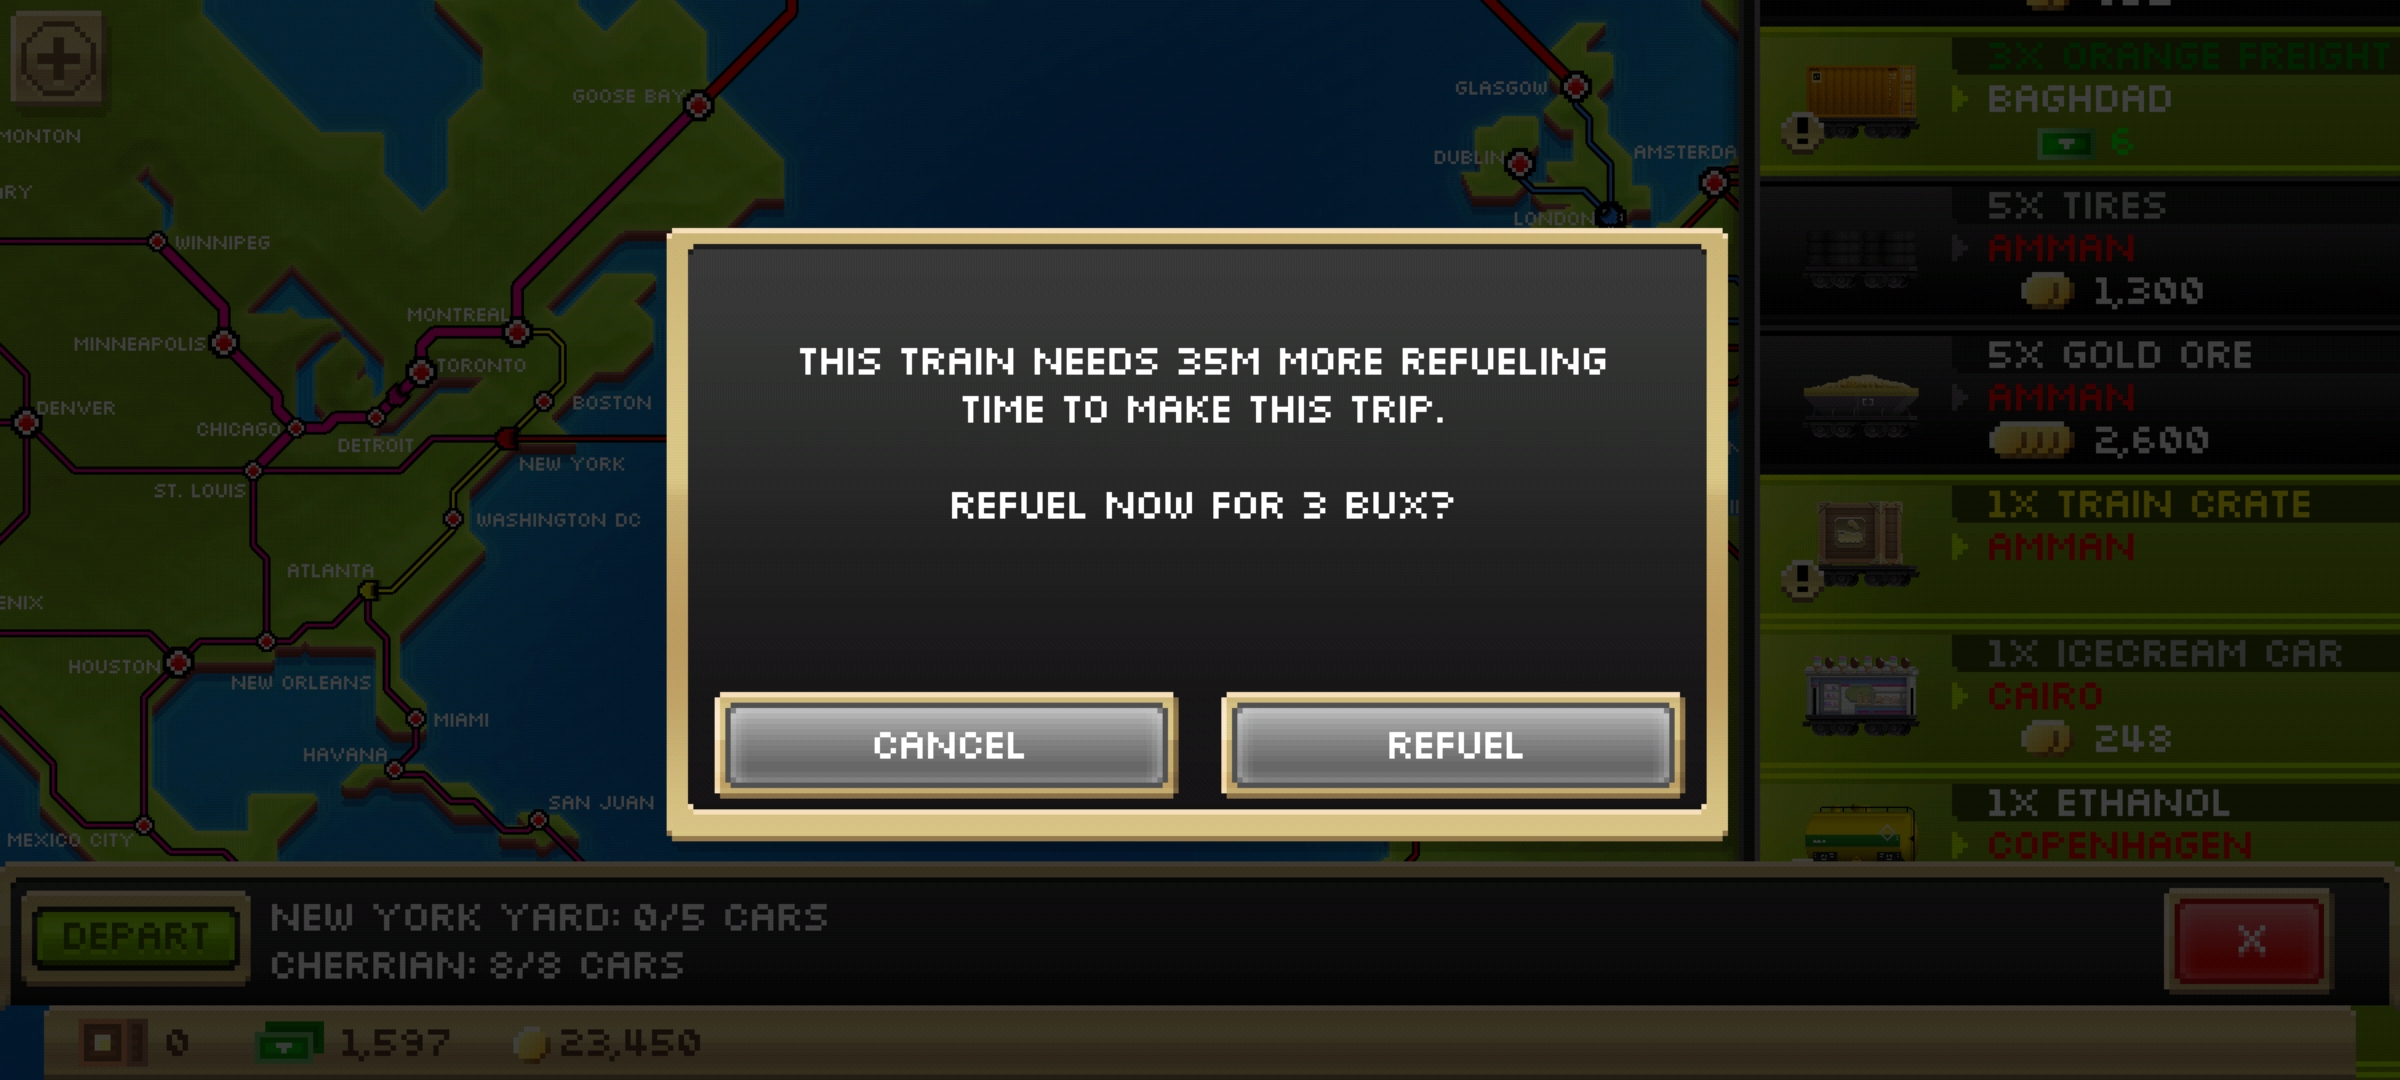 GOOSE BAY
GLASGOW
DUBLIN
AMSTERDA
LONDON
MONTON
WINNIPEG
MONTREAL
MINNEAPOLIS
TORONTO
DENVER
BOSTON
CHICAGO
DETROIT
NEW YORK
ST. LOUIS
WASHINGTON DC
ATLANTA
ENIX
HOUSTON
NEW ORLEANS
MIAMI
HAVANA
SAN JUAN
MEXICO CITY
3X ORANGE FREIGHT
BAGHDAD
6
5X TIRES
AMMAN
1,300
5X GOLD ORE
AMMAN
2,600
1X TRAIN CRATE
AMMAN
1X ICECREAM CAR
CAIRO
248
1X ETHANOL
COPENHAGEN
THIS TRAIN NEEDS 35M MORE REFUELING
TIME TO MAKE THIS TRIP.
REFUEL NOW FOR 3 BUX?
CANCEL
REFUEL
DEPART
NEW YORK YARD: 0/5 CARS
CHERRIAN: 8/8 CARS
X
0
1,597
23,450